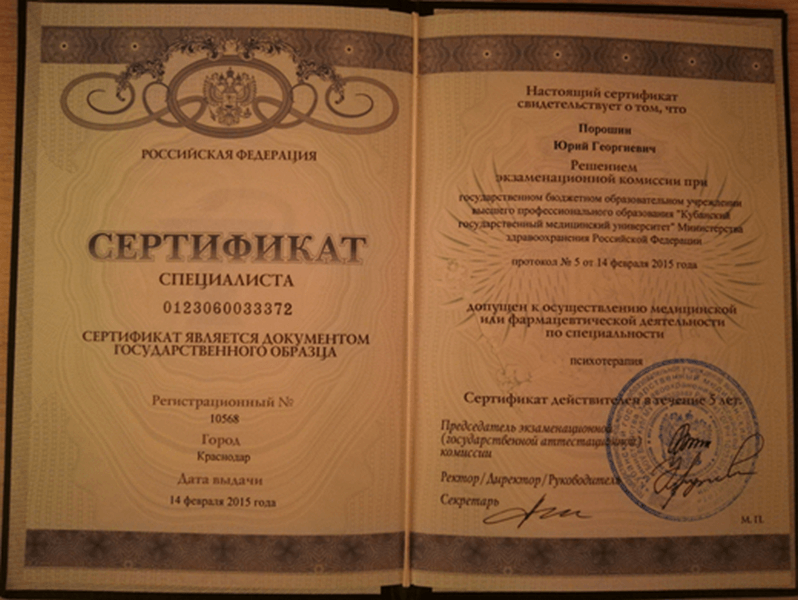 РОССИЙСКАЯ ФЕДЕРАЦИЯ
СЕРТИФИКАТ
СПЕЦИАЛИСТА
0123060033372
СЕРТИФИКАТ ЯВЛЯЕТСЯ ДОКУМЕНТОМ
ГОСУДАРСТВЕННОГО ОБРАЗЦА
Регистрационный №
10568
Город
Краснодар
Дата выдачи
14 февраля 2015 года
Настоящий сертификат
свидетельствует о том, что
Порошин
Юрий Георгиевич
Решением
экзаменационной комиссии при
государственном бюджетном образовательном учреждении
высшего профессионального образования "Кубанский
государственный медицинский университет" Министерства
здравоохранения Российской Федерации
протокол № 5 от 14 февраля 2015 года
допущен к осуществлению медицинской
или фармацевтической деятельности
по специальности
психотерапия
Сертификат действителен в течение 5 лет.
Председатель экзаменационной
(государственной аттестационной)
комиссии
Ректор/Директор/Руководитель
Секретарь
М. П.